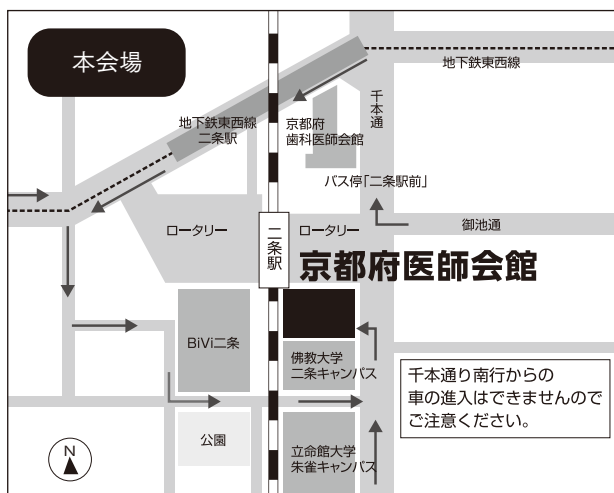 本会場
地下鉄東西線
千本通
地下鉄東西線
二条駅
京都府
歯科医師会館
バス停「二条駅前」
ロータリー
二条駅
ロータリー
御池通
京都府医師会館
BiVi二条
佛教大学
二条キャンパス
千本通り南行からの
車の進入はできませんので
ご注意ください。
公園
立命館大学
朱雀キャンパス
N